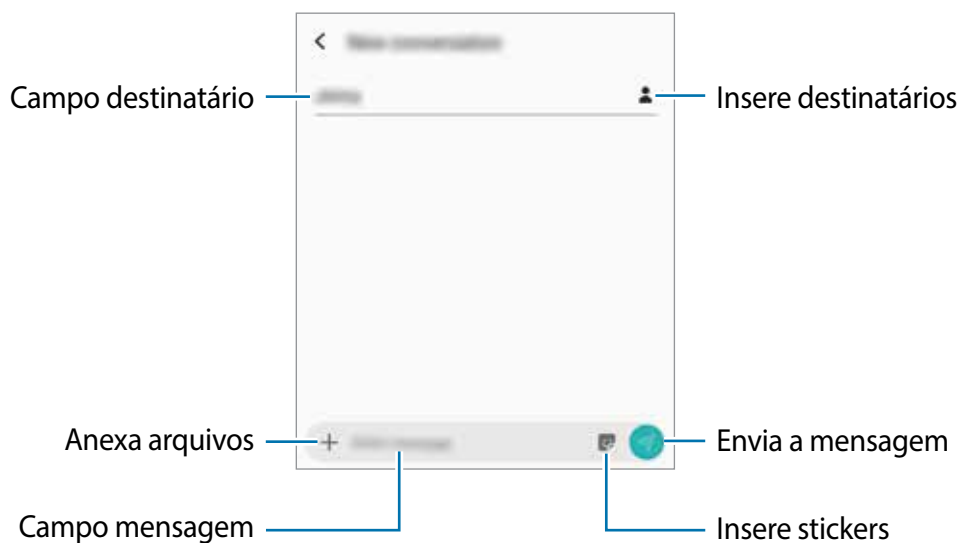 Campo destinatário
Insere destinatários
Anexa arquivos
Envia a mensagem
Campo mensagem
Insere stickers